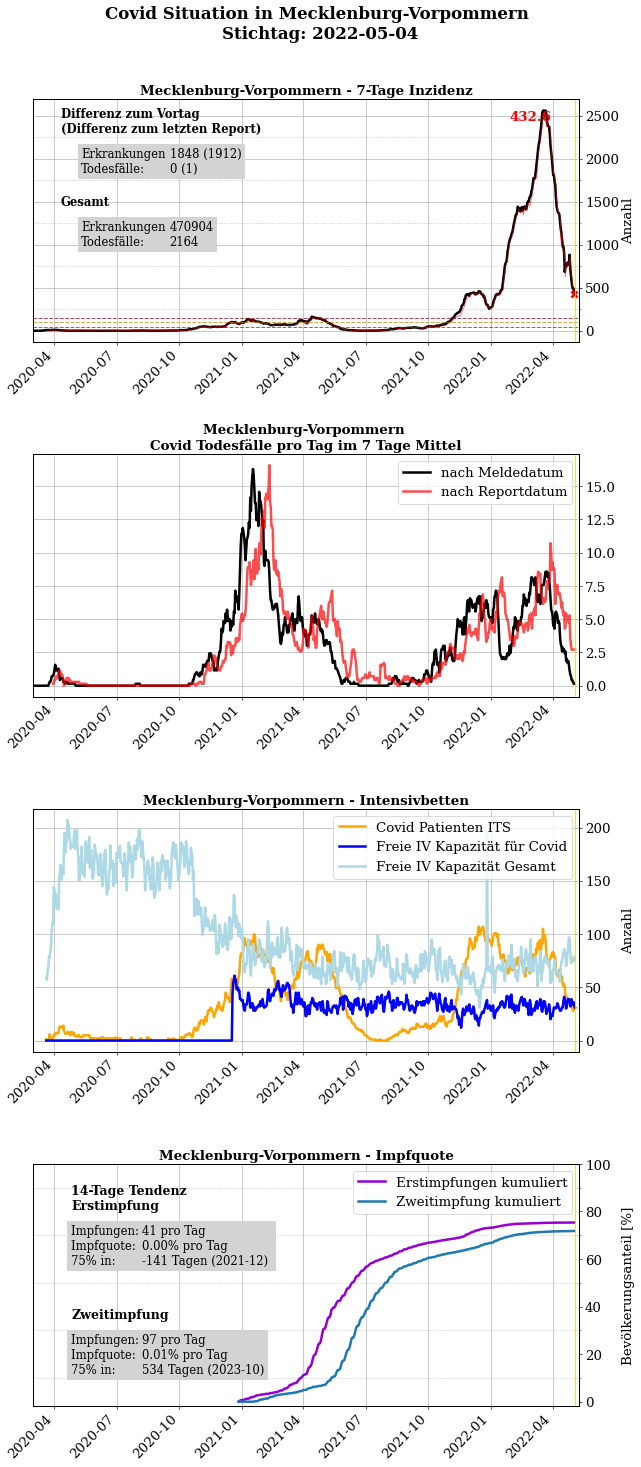 Covid Situation in Mecklenburg-Vorpommern
Stichtag: 2022-05-04
Mecklenburg-Vorpommern - 7-Tage Inzidenz
Differenz zum Vortag
(Differenz zum letzten Report)
Erkrankungen 1848 (1912)
Todesfälle: 0 (1)
Gesamt
Erkrankungen 470904
Todesfälle: 2164
432.
2500
2000
1500
1000
500
0
Anzahl
2020-04
2020-07
2020-10
2021-01
2021-04
2021-07
2021-10
2022-01
2022-04
Mecklenburg-Vorpommern
Covid Todesfälle pro Tag im 7 Tage Mittel
nach Meldedatum
nach Reportdatum
15.0
12.5
10.0
7.5
5.0
2.5
0.0
2020-04
2020-07
2020-10
2021-01
2021-04
2021-07
2021-10
2022-01
2022-04
Mecklenburg-Vorpommern - Intensivbetten
Covid Patienten ITS
Freie IV Kapazität für Covid
Freie IV Kapazität Gesamt
200
150
100
50
0
Anzahl
2020-04
2020-07
2020-10
2021-01
2021-04
2021-07
2021-10
2022-01
2022-04
Mecklenburg-Vorpommern - Impfquote
14-Tage Tendenz
Erstimpfung
Impfungen: 41 pro Tag
Impfquote: 0.00% pro Tag
75% in: -141 Tagen (2021-12)
Zweitimpfung
Impfungen: 97 pro Tag
Impfquote: 0.01% pro Tag
75% in: 534 Tagen (2023-10)
Erstimpfungen kumuliert
Zweitimpfung kumuliert
100
80
60
40
20
0
Bevölkerungsanteil [%]
2020-04
2020-07
2020-10
2021-01
2021-04
2021-07
2021-10
2022-01
2022-04